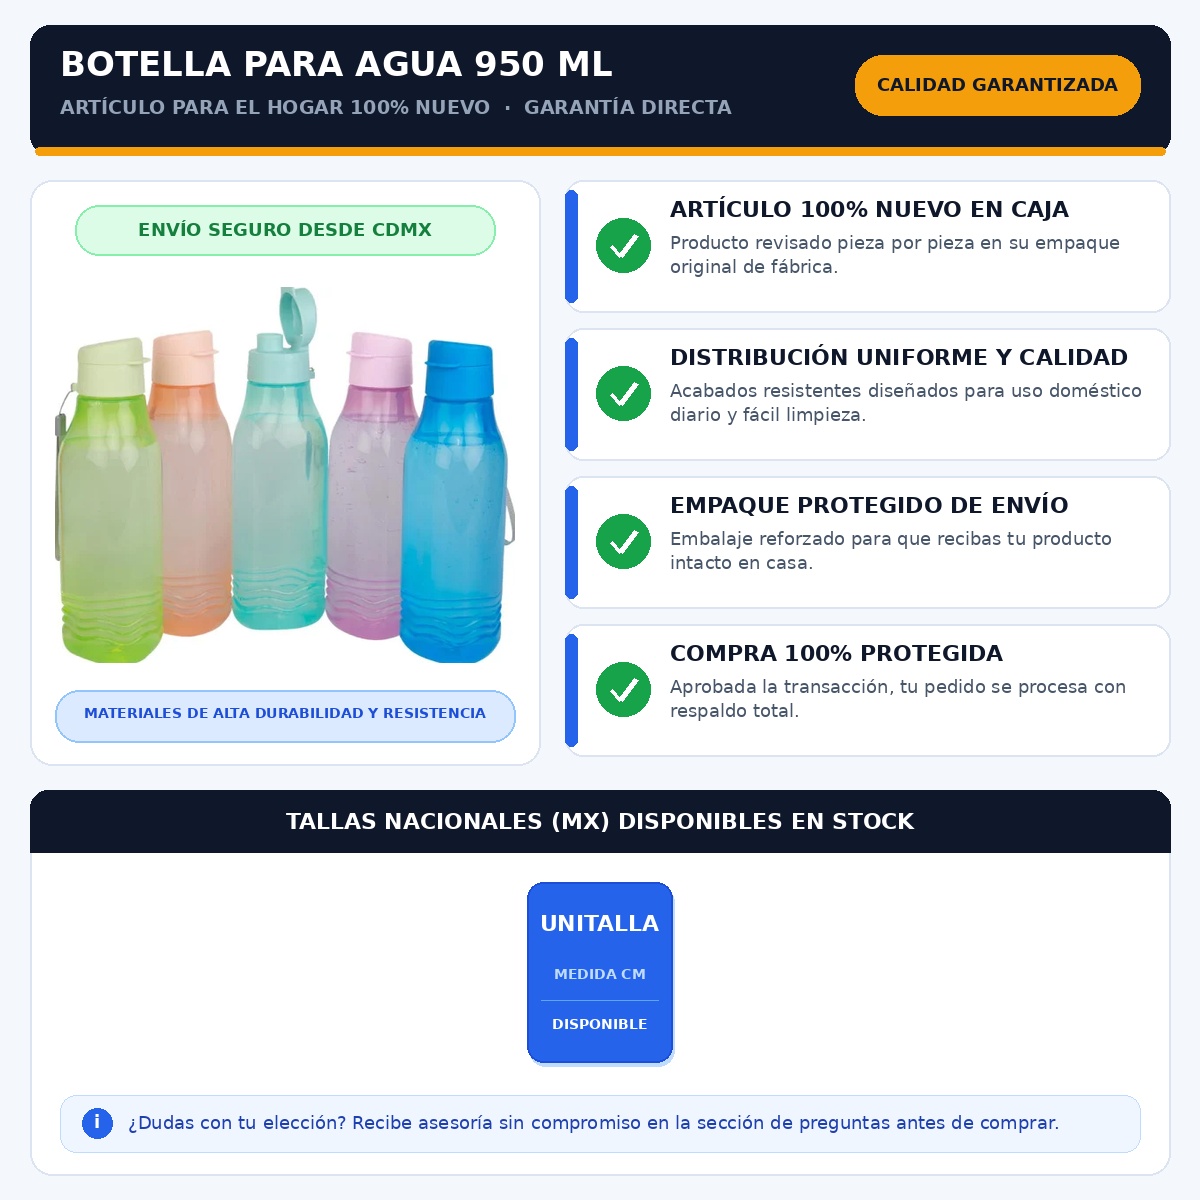 BOTELLA PARA AGUA 950 ML
ARTÍCULO PARA EL HOGAR 100% NUEVO · GARANTÍA DIRECTA
CALIDAD GARANTIZADA
ENVÍO SEGURO DESDE CDMX
MATERIALES DE ALTA DURABILIDAD Y RESISTENCIA
ARTÍCULO 100% NUEVO EN CAJA
Producto revisado pieza por pieza en su empaque
original de fábrica.
DISTRIBUCIÓN UNIFORME Y CALIDAD
Acabados resistentes diseñados para uso doméstico
diario y fácil limpieza.
EMPAQUE PROTEGIDO DE ENVÍO
Embalaje reforzado para que recibas tu producto
intacto en casa.
COMPRA 100% PROTEGIDA
Aprobada la transacción, tu pedido se procesa con
respaldo total.
TALLAS NACIONALES (MX) DISPONIBLES EN STOCK
UNITALLA
MEDIDA CM
DISPONIBLE
i ¿Dudas con tu elección? Recibe asesoría sin compromiso en la sección de preguntas antes de comprar.